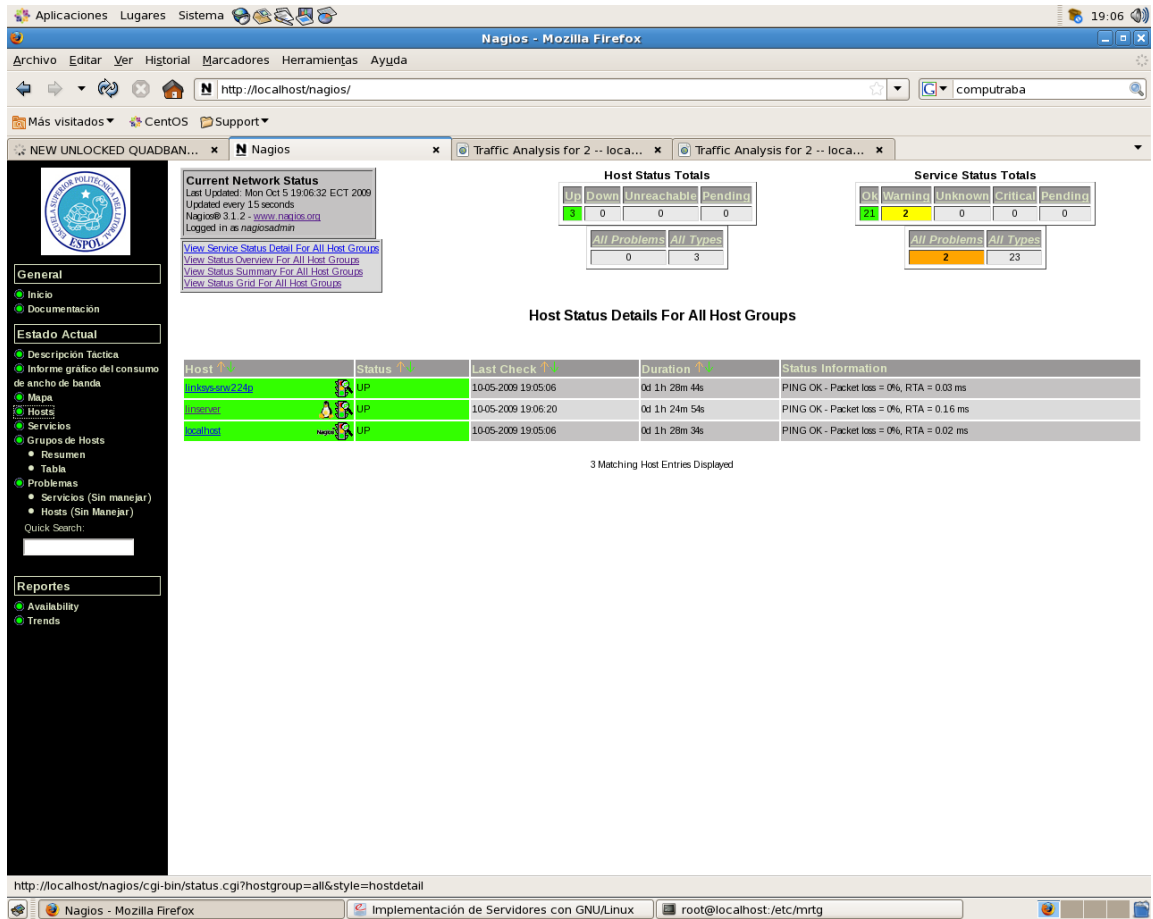 Aplicaciones Lugares Sistema 19:06
Nagios - Mozilla Firefox
Archivo Editar Ver Historial Marcadores Herramientas Ayuda
http://localhost/nagios/ computraba
Más visitados CentOS Support
NEW UNLOCKED QUADBAN... Nagios Traffic Analysis for 2 -- loca... Traffic Analysis for 2 -- loca...
ESCUELA SUPERIOR POLITECNICA DEL LITORAL
ESPOL
General
Inicio
Documentación
Estado Actual
Descripción Táctica
Informe gráfico del consumo
de ancho de banda
Mapa
Hosts
Servicios
Grupos de Hosts
Resumen
Tabla
Problemas
Servicios (Sin manejar)
Hosts (Sin Manejar)
Quick Search:
Reportes
Availability
Trends
Current Network Status
Last Updated: Mon Oct 5 19:06:32 ECT 2009
Updated every 15 seconds
Nagios® 3.1.2 - www.nagios.org
Logged in as nagiosadmin
View Service Status Detail For All Host Groups
View Status Overview For All Host Groups
View Status Summary For All Host Groups
View Status Grid For All Host Groups
Host Status Totals
Up Down Unreachable Pending
3 0 0 0
All Problems All Types
0 3
Service Status Totals
Ok Warning Unknown Critical Pending
21 2 0 0 0
All Problems All Types
2 23
Host Status Details For All Host Groups
Host Status Last Check Duration Status Information
linksys-srw224p UP 10-05-2009 19:05:06 0d 1h 28m 44s PING OK - Packet loss = 0%, RTA = 0.03 ms
linserver UP 10-05-2009 19:06:20 0d 1h 24m 54s PING OK - Packet loss = 0%, RTA = 0.16 ms
localhost Nagios UP 10-05-2009 19:05:06 0d 1h 28m 34s PING OK - Packet loss = 0%, RTA = 0.02 ms
3 Matching Host Entries Displayed
http://localhost/nagios/cgi-bin/status.cgi?hostgroup=all&style=hostdetail
Nagios - Mozilla Firefox Implementación de Servidores con GNU/Linux root@localhost:/etc/mrtg